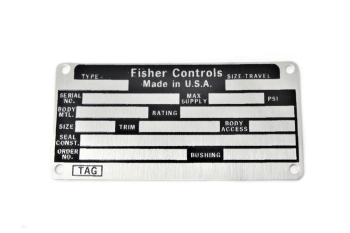 Fisher Controls
TYPE - SIZE-TRAVEL
Made in U.S.A.
SERIAL NO. MAX SUPPLY PSI
BODY MTL. RATING
SIZE TRIM BODY ACCESS
SEAL CONST.
ORDER NO. BUSHING
TAG